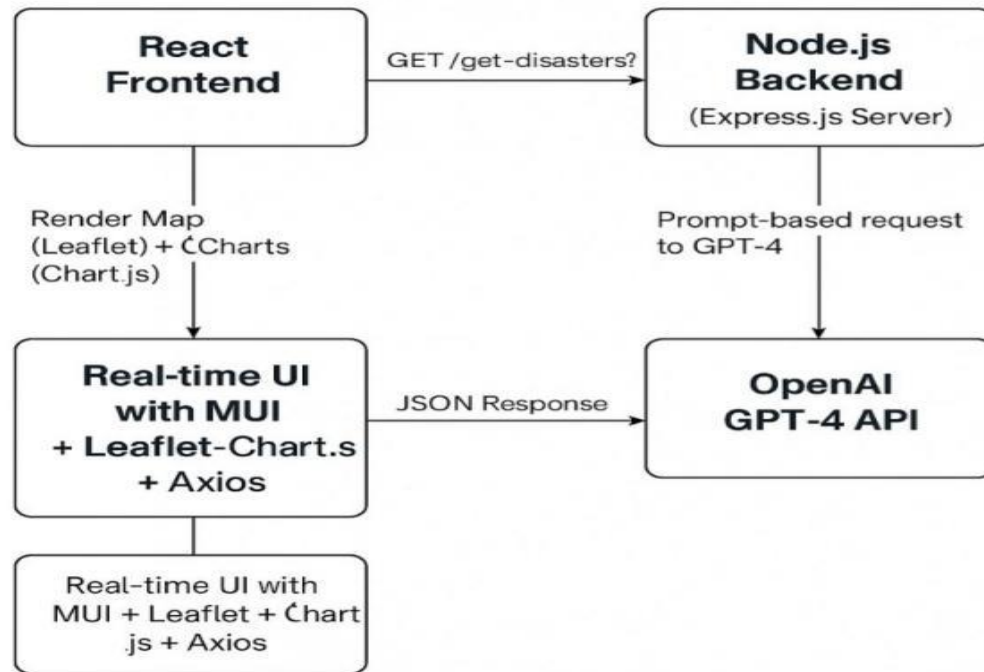 React
Frontend
GET /get-disasters?
Node.js
Backend
(Express.js Server)
Render Map
(Leaflet) + ČCharts
(Chart.js)
Prompt-based request
to GPT-4
Real-time UI
with MUI
+ Leaflet-Chart.s
+ Axios
JSON Response
OpenAI
GPT-4 API
Real-time UI with
MUI + Leaflet + Chart
.js + Axios